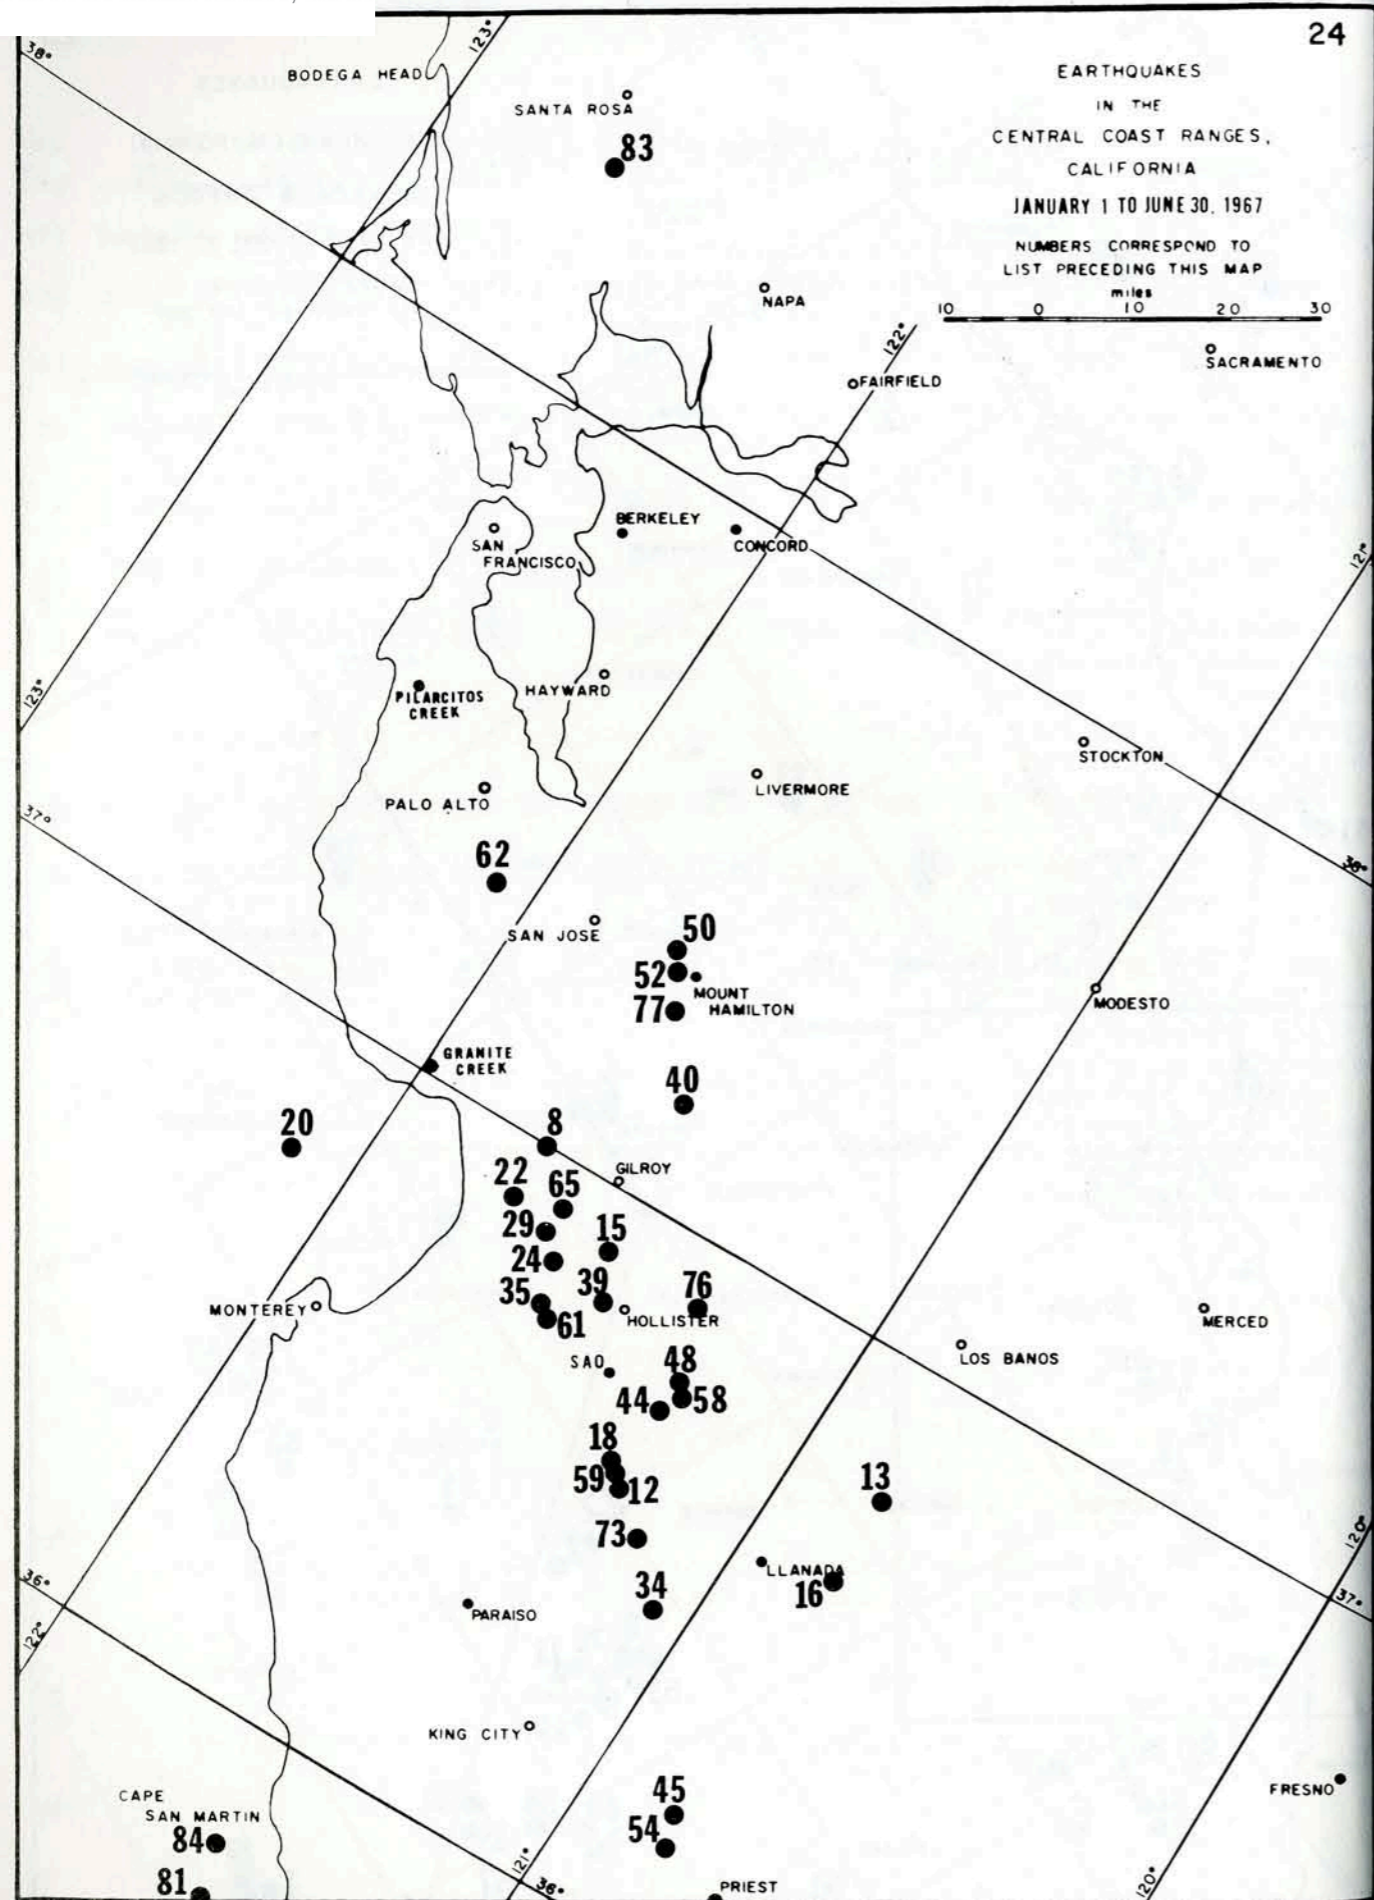 24
EARTHQUAKES
IN THE
CENTRAL COAST RANGES,
CALIFORNIA
JANUARY 1 TO JUNE 30, 1967
NUMBERS CORRESPOND TO
LIST PRECEDING THIS MAP
miles
10 0 10 20 30
38°
123°
BODEGA HEAD
SANTA ROSA
83
NAPA
122°
SACRAMENTO
FAIRFIELD
BERKELEY
SAN
FRANCISCO
CONCORD
121°
123°
PILARCITOS
CREEK
HAYWARD
STOCKTON
LIVERMORE
PALO ALTO
37°
62
38°
SAN JOSE
50
52
MOUNT
HAMILTON
77
MODESTO
GRANITE
CREEK
40
20
8
GILROY
22
65
29
15
24
35
39
76
MONTEREY
61
HOLLISTER
MERCED
SAO
48
LOS BANOS
44
58
18
59
12
13
73
120°
LLANADA
16
36°
34
37°
PARAISO
122°
KING CITY
FRESNO
CAPE
SAN MARTIN
45
84
54
81
121°
36°
PRIEST
120°